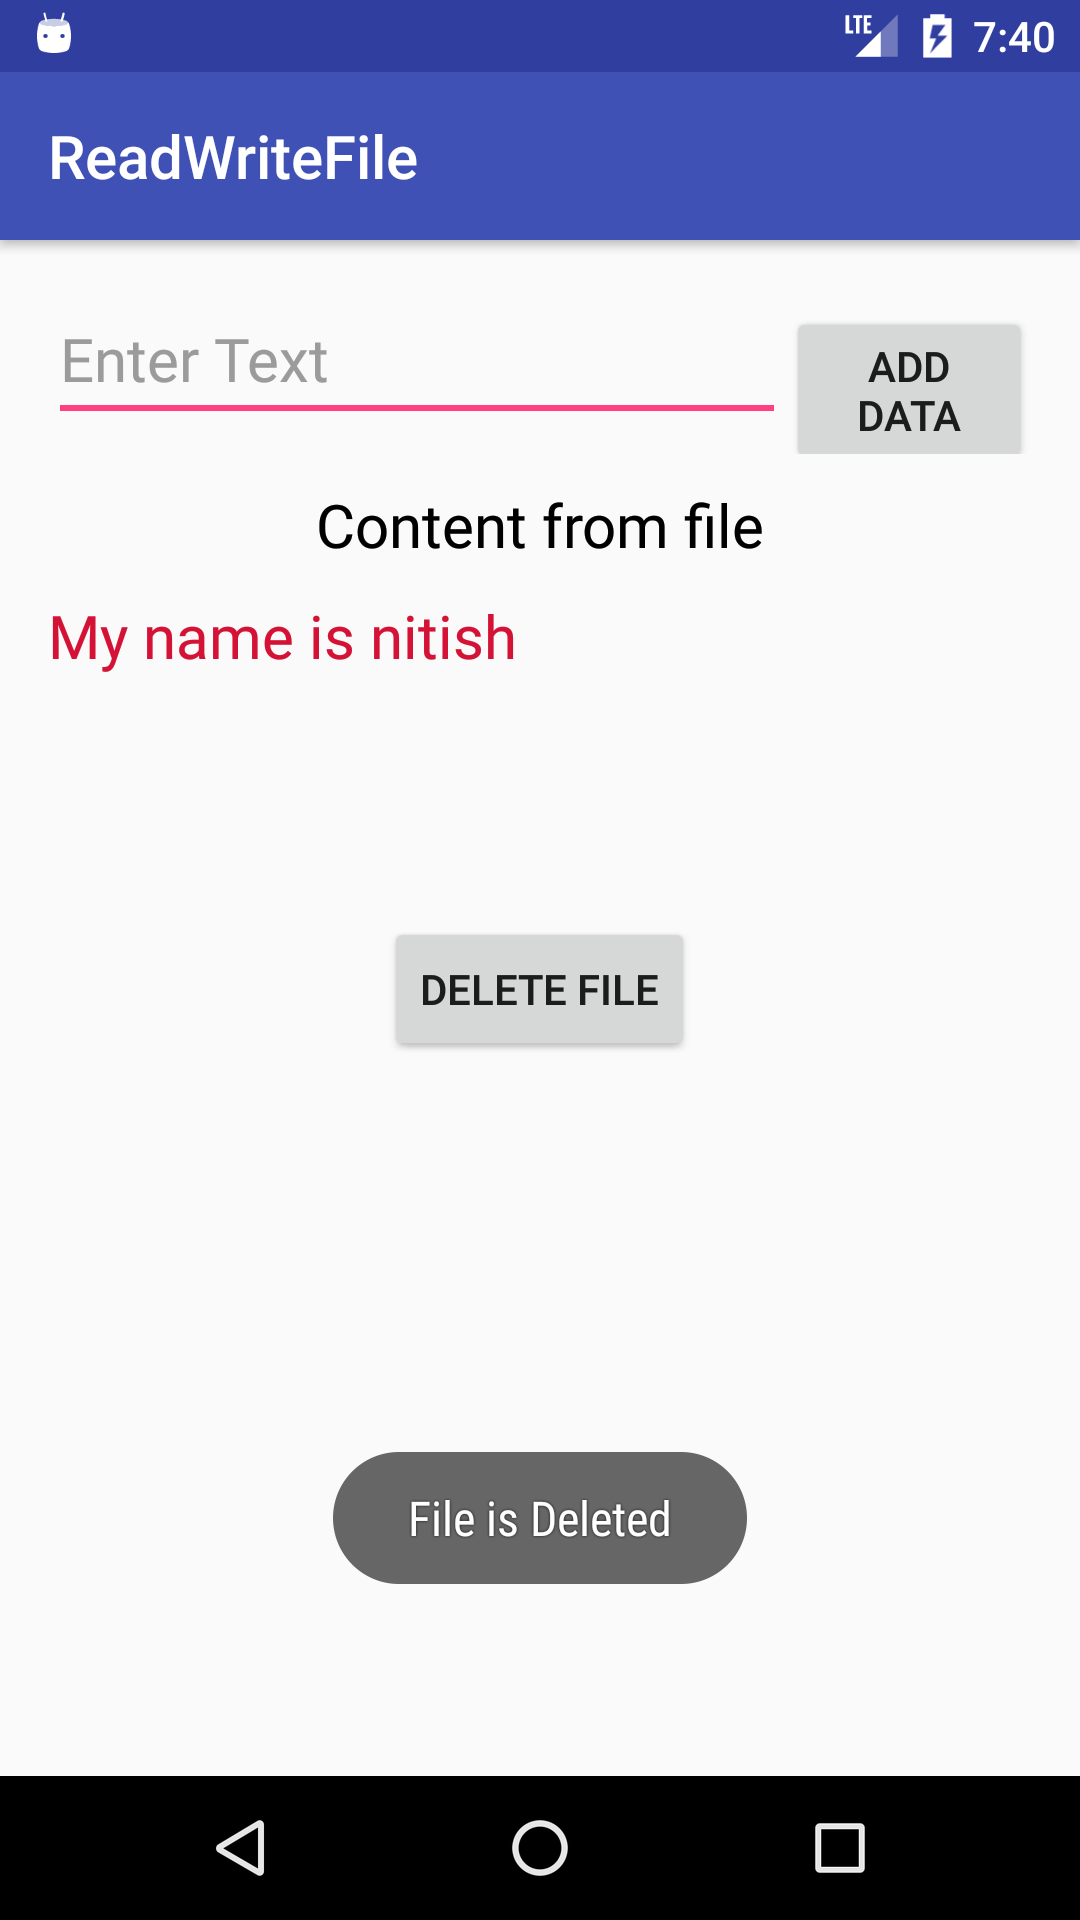 LTE 7:40
ReadWriteFile
Enter Text
ADD
DATA
Content from file
My name is nitish
DELETE FILE
File is Deleted